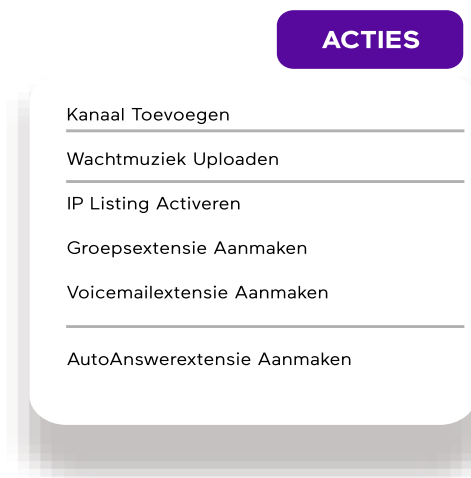 ACTIES
Kanaal Toevoegen
Wachtmuziek Uploaden
IP Listing Activeren
Groepsextensie Aanmaken
Voicemailextensie Aanmaken
AutoAnswerextensie Aanmaken